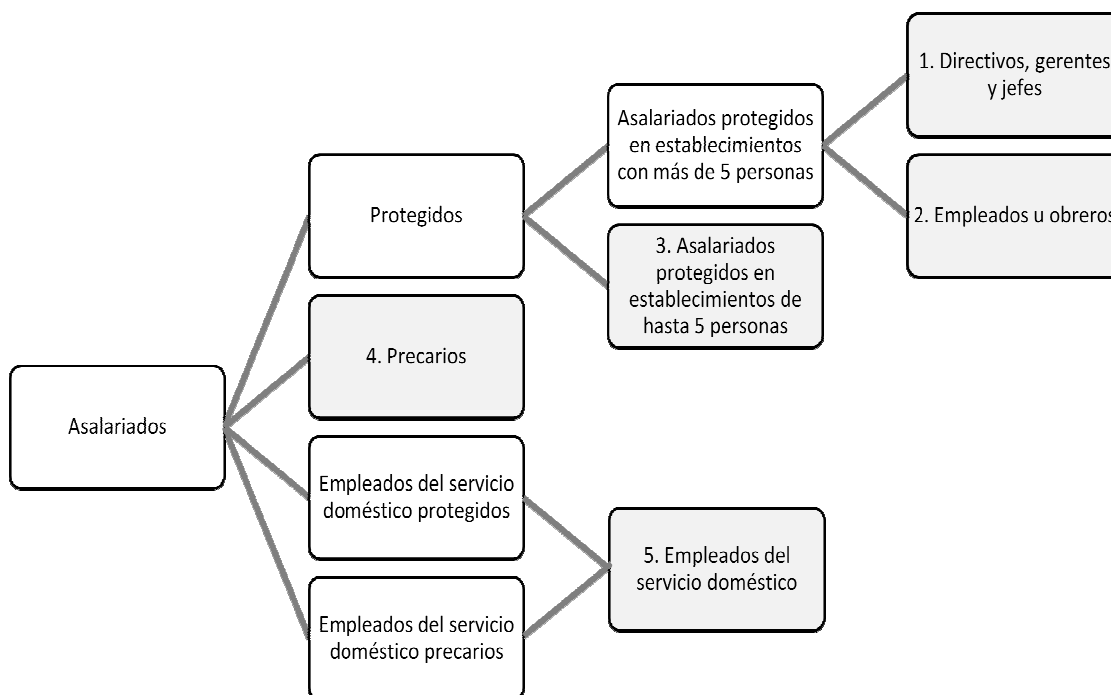 1. Directivos, gerentes
y jefes
Asalariados protegidos
en establecimientos
con más de 5 personas
Protegidos
2. Empleados u obreros
3. Asalariados
protegidos en
establecimientos de
hasta 5 personas
4. Precarios
Asalariados
Empleados del servicio
doméstico protegidos
5. Empleados del
servicio doméstico
Empleados del servicio
doméstico precarios